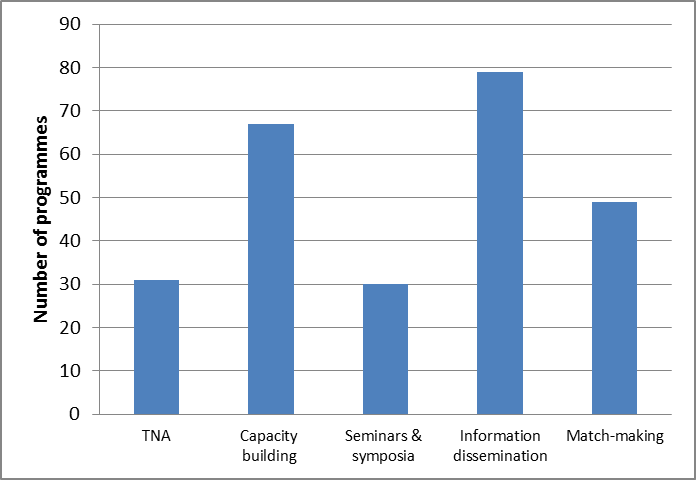 Number of programmes
90
80
70
60
50
40
30
20
10
0
TNA
Capacity
building
Seminars &
symposia
Information
dissemination
Match-making